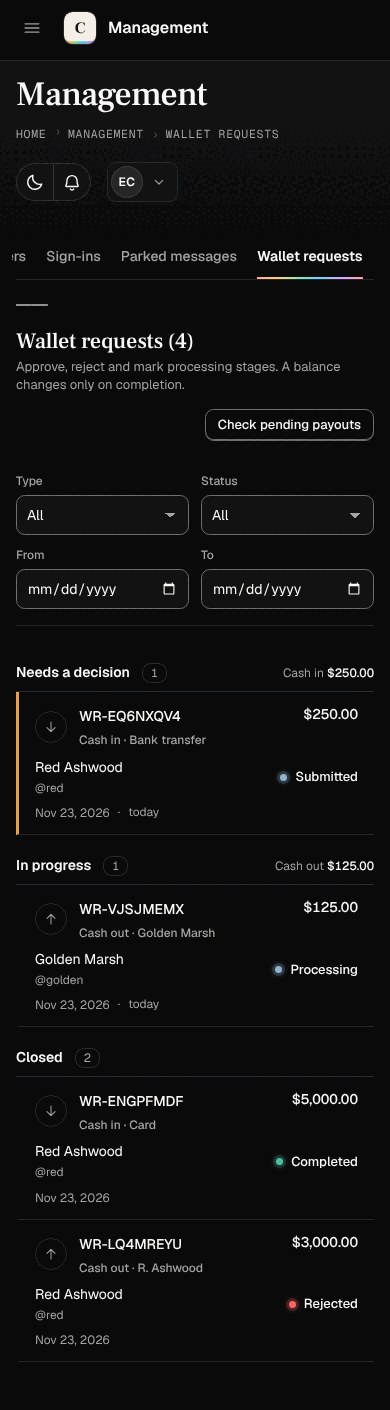 C Management
Management
HOME › MANAGEMENT › WALLET REQUESTS
EC
ers Sign-ins Parked messages Wallet requests
Wallet requests (4)
Approve, reject and mark processing stages. A balance
changes only on completion.
Check pending payouts
Type Status
All All
From To
mm/dd/yyyy mm/dd/yyyy
Needs a decision 1 Cash in $250.00
WR-EQ6NXQV4 $250.00
Cash in · Bank transfer
Red Ashwood
Submitted
@red
Nov 23, 2026 · today
In progress 1 Cash out $125.00
WR-VJSJMEMX $125.00
Cash out · Golden Marsh
Golden Marsh
Processing
@golden
Nov 23, 2026 · today
Closed 2
WR-ENGPFMDF $5,000.00
Cash in · Card
Red Ashwood
Completed
@red
Nov 23, 2026
WR-LQ4MREYU $3,000.00
Cash out · R. Ashwood
Red Ashwood
Rejected
@red
Nov 23, 2026